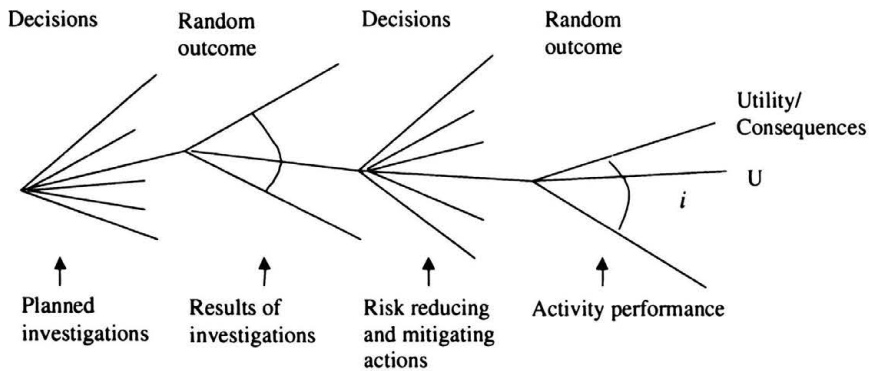 Decisions
Random
outcome
Decisions
Random
outcome
Utility/
Consequences
U
i
Planned
investigations
Results of
investigations
Risk reducing
and mitigating
actions
Activity performance